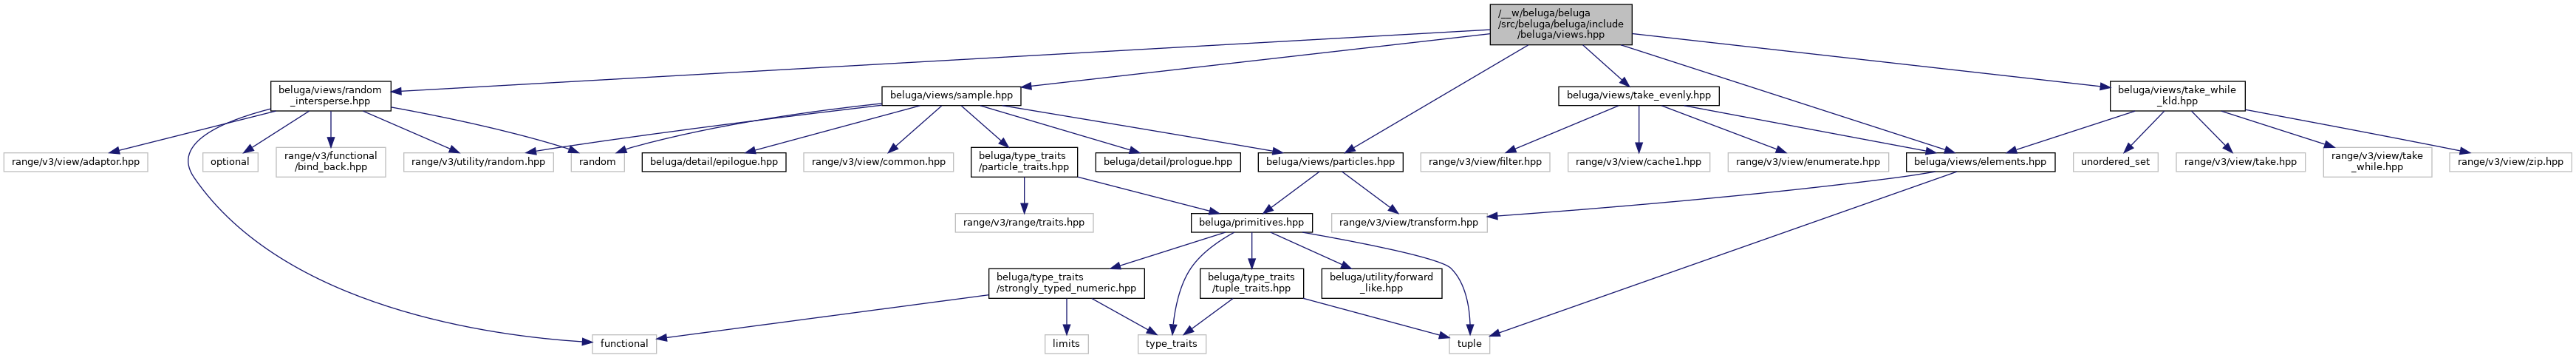 /__w/beluga/beluga
/src/beluga/beluga/include
/beluga/views.hpp
beluga/views/random
_intersperse.hpp
beluga/views/sample.hpp
beluga/views/take_evenly.hpp
beluga/views/take_while
_kld.hpp
range/v3/view/adaptor.hpp
optional
range/v3/functional
/bind_back.hpp
range/v3/utility/random.hpp
random
beluga/detail/epilogue.hpp
range/v3/view/common.hpp
beluga/type_traits
/particle_traits.hpp
beluga/detail/prologue.hpp
beluga/views/particles.hpp
range/v3/view/filter.hpp
range/v3/view/cache1.hpp
range/v3/view/enumerate.hpp
beluga/views/elements.hpp
unordered_set
range/v3/view/take.hpp
range/v3/view/take
_while.hpp
range/v3/view/zip.hpp
range/v3/range/traits.hpp
beluga/primitives.hpp
range/v3/view/transform.hpp
beluga/type_traits
/strongly_typed_numeric.hpp
beluga/type_traits
/tuple_traits.hpp
beluga/utility/forward
_like.hpp
functional
limits
type_traits
tuple